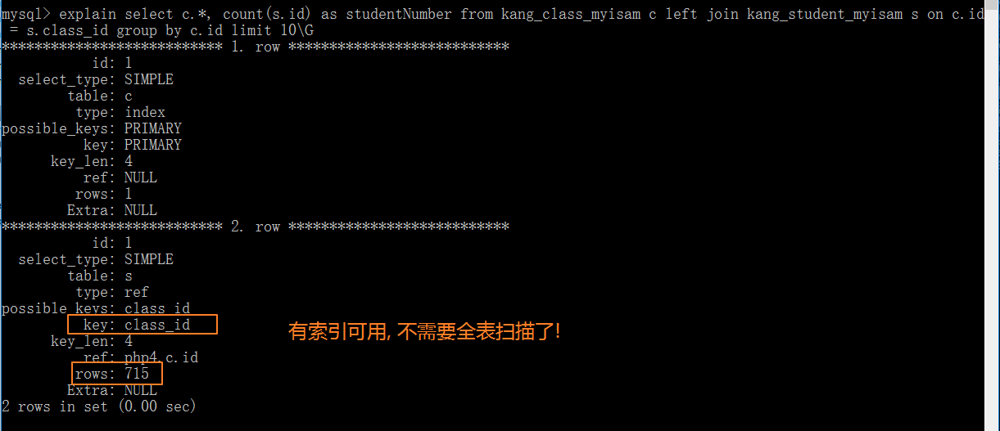 mysql> explain select c.*, count(s.id) as studentNumber from kang_class_myisam c left join kang_student_myisam s on c.id
 = s.class_id group by c.id limit 10\G
*************************** 1. row ***************************
           id: 1
  select_type: SIMPLE
        table: c
         type: index
possible_keys: PRIMARY
          key: PRIMARY
      key_len: 4
          ref: NULL
         rows: 1
        Extra: NULL
*************************** 2. row ***************************
           id: 1
  select_type: SIMPLE
        table: s
         type: ref
possible_keys: class_id
          key: class_id
有索引可用, 不需要全表扫描了!
      key_len: 4
          ref: php4.c.id
         rows: 715
        Extra: NULL
2 rows in set (0.00 sec)